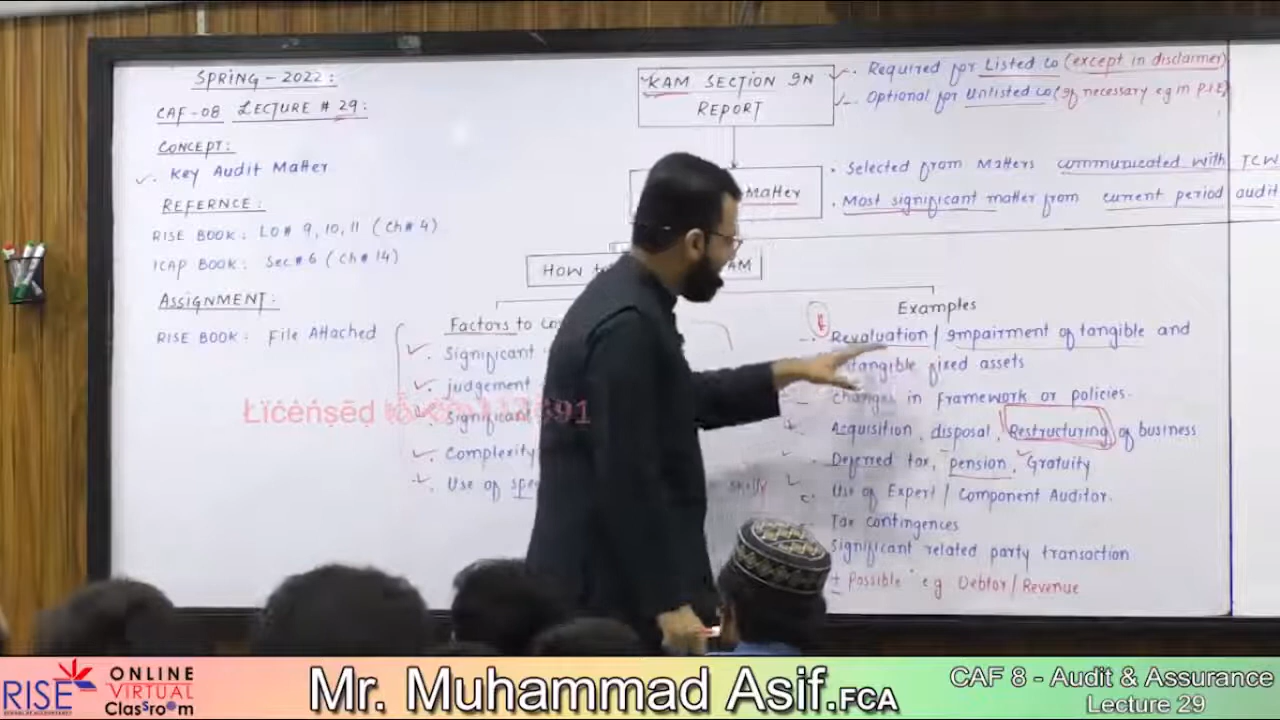 SPRING - 2022:
CAF-08 LECTURE # 29:
CONCEPT:
Key Audit Matter
REFERNCE:
RISE BOOK: LO# 9, 10, 11 (Ch# 4)
ICAP BOOK: Sec#6 (Ch#14)
ASSIGNMENT:
RISE BOOK: File Attached
KAM SECTION IN
REPORT
Required for Listed Co (except in disclaimer).
Optional for Unlisted Co (if necessary eg in P.I.E)
Matter
Selected from Matters communicated with TCW
Most significant matter from current period audit
How to
KAM
Factors to
Significant
judgement
Significant
Complexity
Use of
skills
Examples
Revaluation / Impairment of tangible and
intangible fixed assets
Changes in Framework or policies.
Acquisition, disposal, Restructuring of business
Deferred tax, pension, Gratuity
Use of Expert / Component Auditor.
Tax contingences
Significant related party transaction
Possible e.g Debtor/Revenue
RISE
ONLINE
VIRTUAL
Classroom
Mr. Muhammad Asif.FCA
CAF 8 - Audit & Assurance
Lecture 29